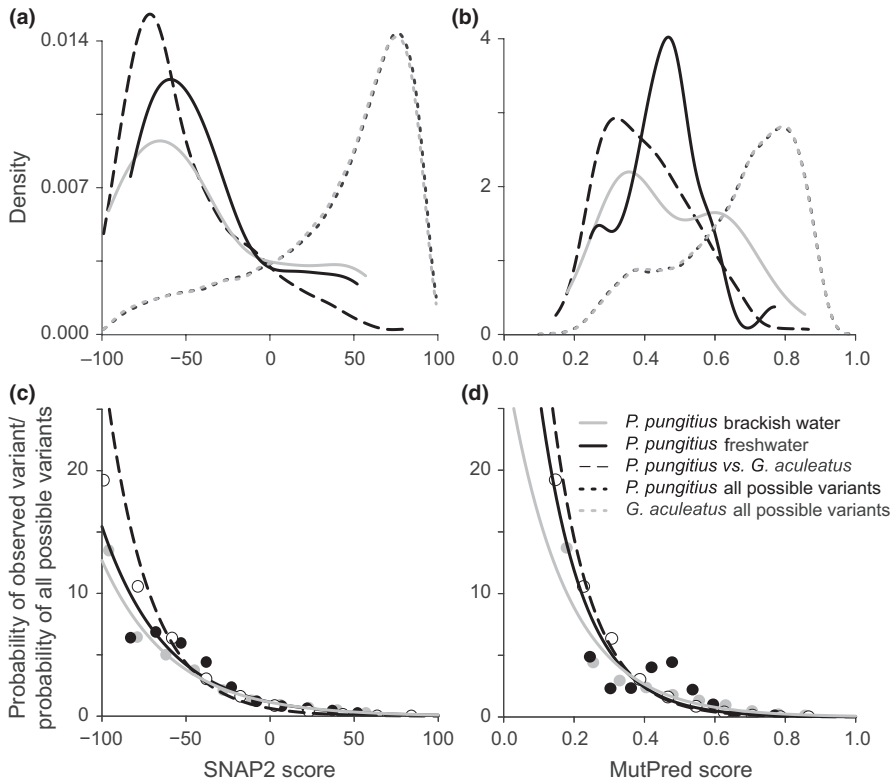 (a)
(b)
0.014
0.007
0.000
Density
−100
−50
0
50
100
4
2
0
0.0
0.2
0.4
0.6
0.8
1.0
(c)
(d)
P. pungitius brackish water
P. pungitius freshwater
P. pungitius vs. G. aculeatus
P. pungitius all possible variants
G. aculeatus all possible variants
Probability of observed variant/
probability of all possible variants
20
10
0
−100
−50
0
50
100
SNAP2 score
20
10
0
0.0
0.2
0.4
0.6
0.8
1.0
MutPred score